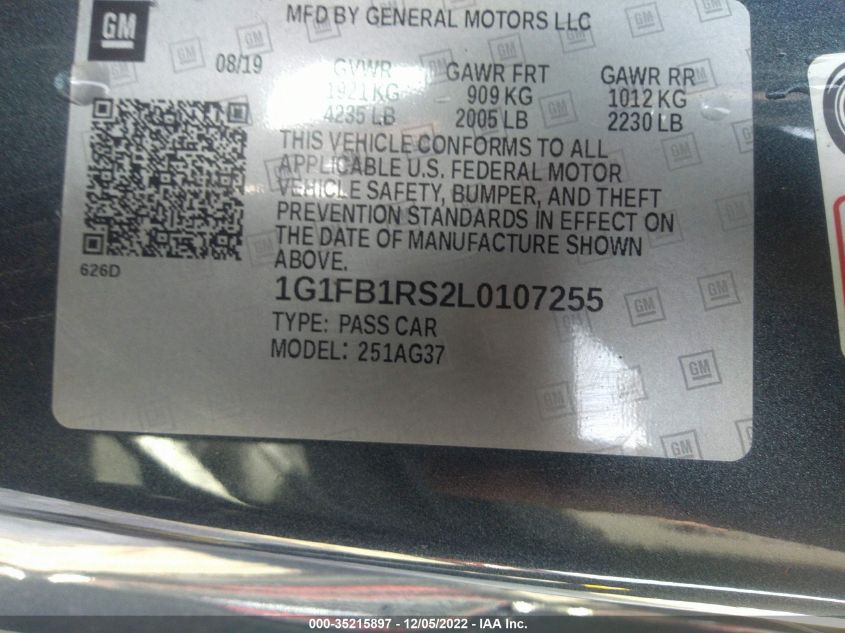 GM
MFD BY GENERAL MOTORS LLC
08/19
GVWR GAWR FRT GAWR RR
1921 KG 909 KG 1012 KG
4235 LB 2005 LB 2230 LB
THIS VEHICLE CONFORMS TO ALL
APPLICABLE U.S. FEDERAL MOTOR
VEHICLE SAFETY, BUMPER, AND THEFT
PREVENTION STANDARDS IN EFFECT ON
THE DATE OF MANUFACTURE SHOWN
ABOVE.
626D
1G1FB1RS2L0107255
TYPE: PASS CAR
MODEL: 251AG37
000-35215897 - 12/05/2022 - IAA Inc.